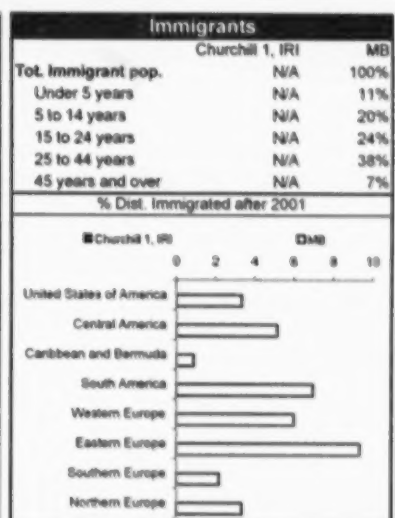 Immigrants
Churchill 1, IRI MB
Tot. Immigrant pop. N/A 100%
Under 5 years N/A 11%
5 to 14 years N/A 20%
15 to 24 years N/A 24%
25 to 44 years N/A 38%
45 years and over N/A 7%
% Dist. Immigrated after 2001
Churchill 1, IRI MB
0 2 4 6 8 10
United States of America
Central America
Caribbean and Bermuda
South America
Western Europe
Eastern Europe
Southern Europe
Northern Europe